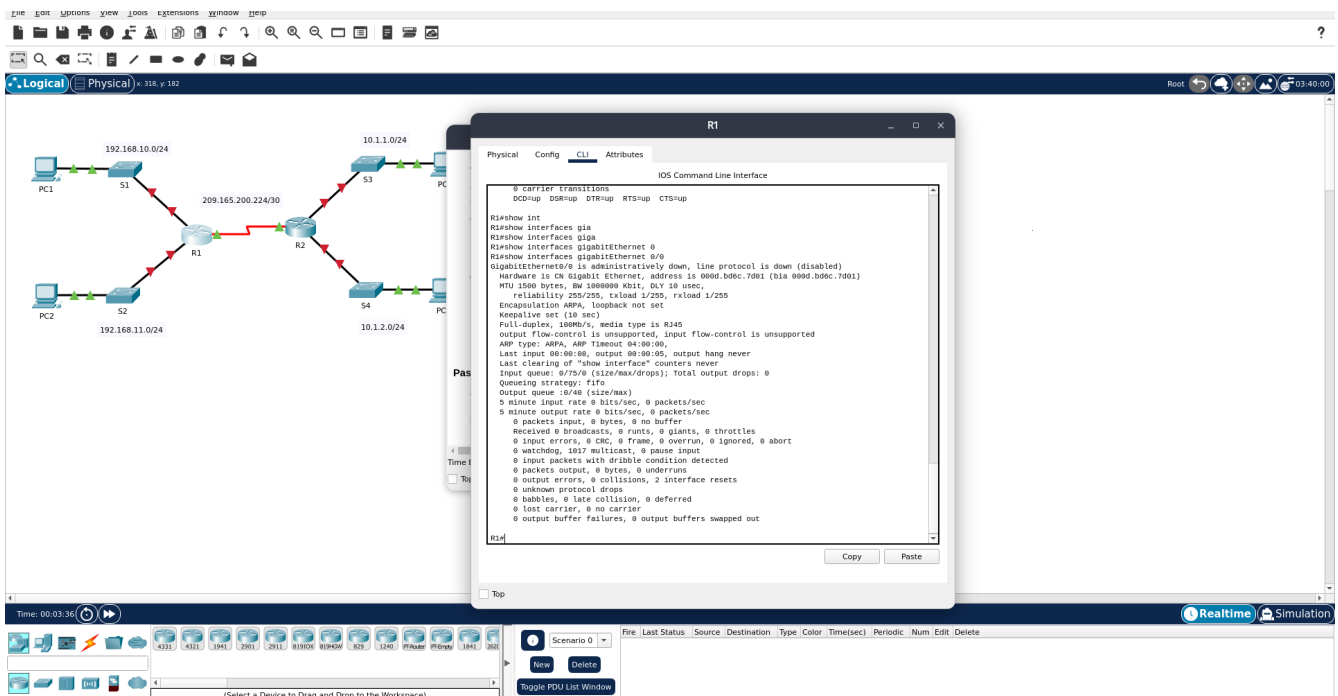 File Edit Options View Tools Extensions Window Help
?
Logical Physical x: 318, y: 182
Root 03:40:00
192.168.10.0/24
10.1.1.0/24
PC1
S1
S3
PC
209.165.200.224/30
R1
R2
PC2
S2
S4
PC
192.168.11.0/24
10.1.2.0/24
Pas
Time
Top
R1
Physical Config CLI Attributes
IOS Command Line Interface
0 carrier transitions
DCD=up DSR=up DTR=up RTS=up CTS=up
R1#show int
R1#show interfaces gia
R1#show interfaces giga
R1#show interfaces gigabitEthernet 0
R1#show interfaces gigabitEthernet 0/0
GigabitEthernet0/0 is administratively down, line protocol is down (disabled)
Hardware is CN Gigabit Ethernet, address is 000d.bd6c.7d01 (bia 000d.bd6c.7d01)
MTU 1500 bytes, BW 1000000 Kbit, DLY 10 usec,
reliability 255/255, txload 1/255, rxload 1/255
Encapsulation ARPA, loopback not set
Keepalive set (10 sec)
Full-duplex, 100Mb/s, media type is RJ45
output flow-control is unsupported, input flow-control is unsupported
ARP type: ARPA, ARP Timeout 04:00:00,
Last input 00:00:08, output 00:00:05, output hang never
Last clearing of "show interface" counters never
Input queue: 0/75/0 (size/max/drops); Total output drops: 0
Queueing strategy: fifo
Output queue :0/40 (size/max)
5 minute input rate 0 bits/sec, 0 packets/sec
5 minute output rate 0 bits/sec, 0 packets/sec
0 packets input, 0 bytes, 0 no buffer
Received 0 broadcasts, 0 runts, 0 giants, 0 throttles
0 input errors, 0 CRC, 0 frame, 0 overrun, 0 ignored, 0 abort
0 watchdog, 1017 multicast, 0 pause input
0 input packets with dribble condition detected
0 packets output, 0 bytes, 0 underruns
0 output errors, 0 collisions, 2 interface resets
0 unknown protocol drops
0 babbles, 0 late collision, 0 deferred
0 lost carrier, 0 no carrier
0 output buffer failures, 0 output buffers swapped out
R1#
Copy Paste
Top
Time: 00:03:36
Realtime Simulation
4331 4321 1941 2901 2911 819IOX 819HGW 829 1240 PT-Router PT-Empty 1841 262
Scenario 0
New Delete
Toggle PDU List Window
Fire Last Status Source Destination Type Color Time(sec) Periodic Num Edit Delete
(Select a Device to Drag and Drop to the Workspace)